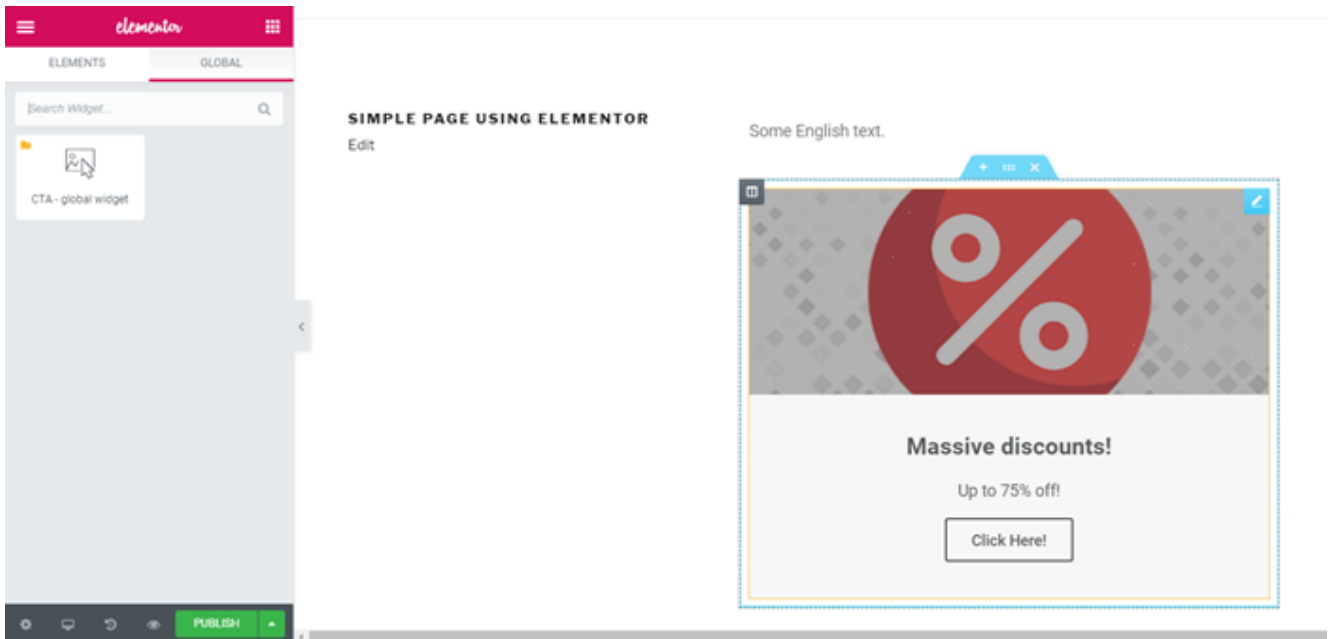 elementor
ELEMENTS GLOBAL
Search Widget...
CTA - global widget
PUBLISH
SIMPLE PAGE USING ELEMENTOR
Edit
Some English text.
Massive discounts!
Up to 75% off!
Click Here!